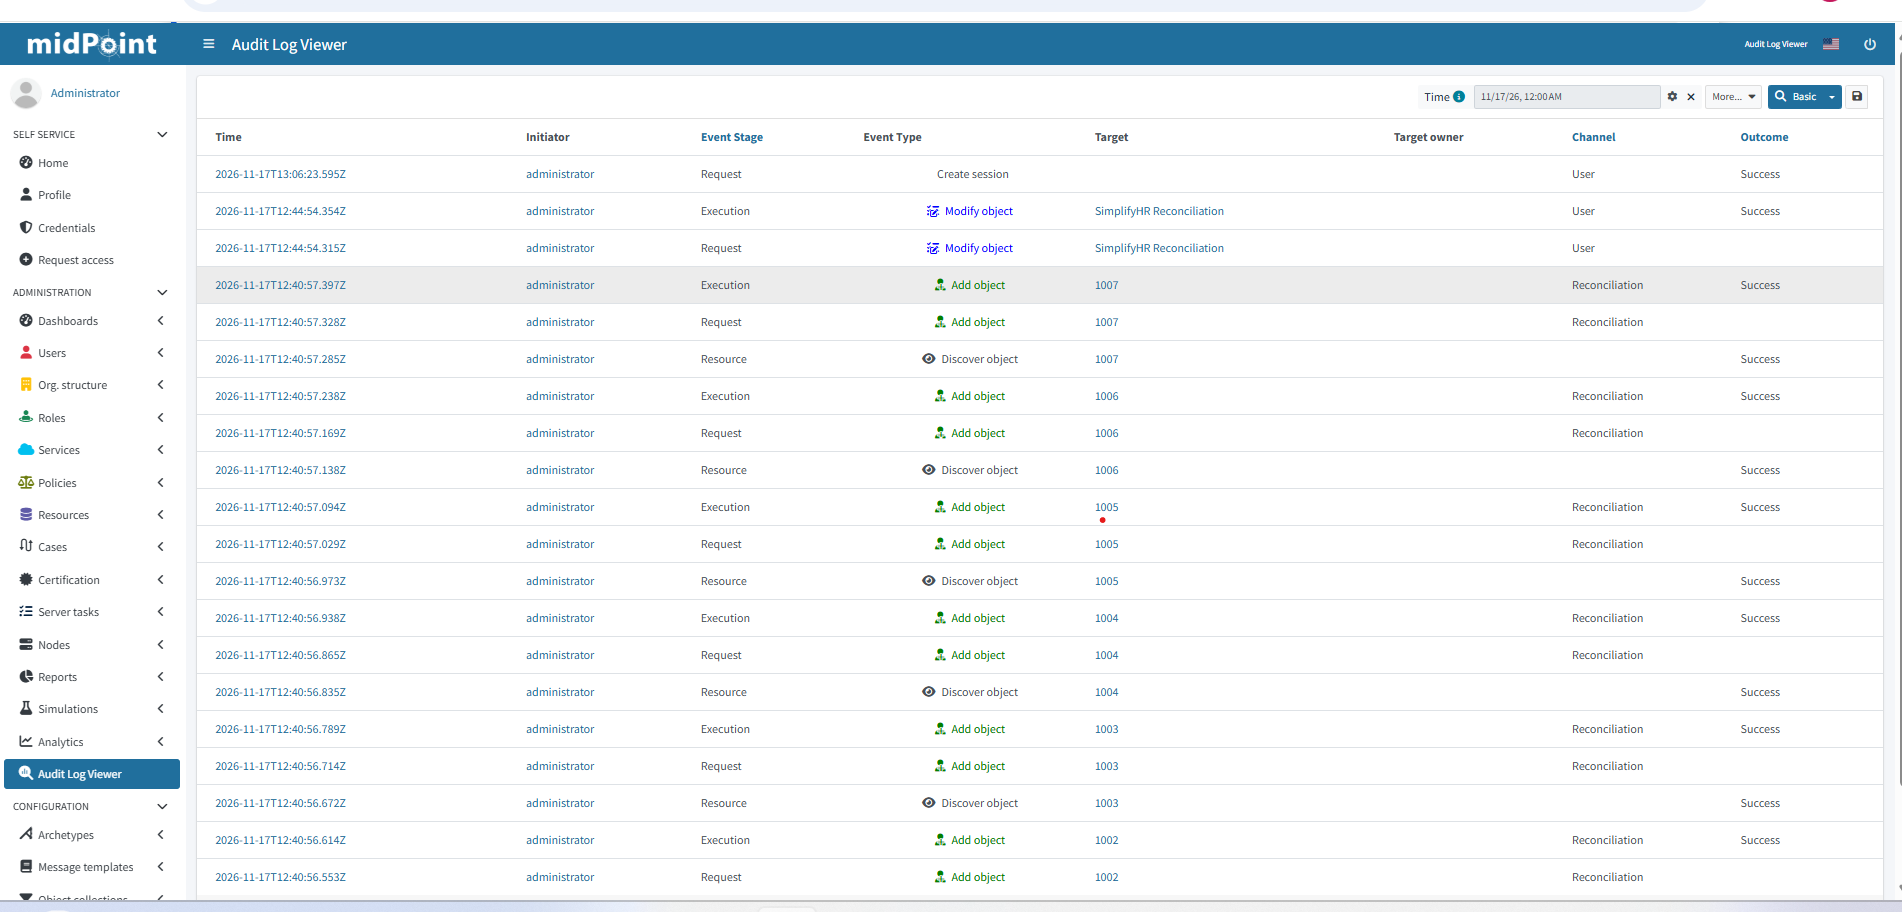 midPoint
Audit Log Viewer
Audit Log Viewer
Administrator
SELF SERVICE
Home
Profile
Credentials
Request access
ADMINISTRATION
Dashboards
Users
Org. structure
Roles
Services
Policies
Resources
Cases
Certification
Server tasks
Nodes
Reports
Simulations
Analytics
Audit Log Viewer
CONFIGURATION
Archetypes
Message templates
Object collections
Time 11/17/26, 12:00 AM More... Basic
Time Initiator Event Stage Event Type Target Target owner Channel Outcome
2026-11-17T13:06:23.595Z administrator Request Create session User Success
2026-11-17T12:44:54.354Z administrator Execution Modify object SimplifyHR Reconciliation User Success
2026-11-17T12:44:54.315Z administrator Request Modify object SimplifyHR Reconciliation User
2026-11-17T12:40:57.397Z administrator Execution Add object 1007 Reconciliation Success
2026-11-17T12:40:57.328Z administrator Request Add object 1007 Reconciliation
2026-11-17T12:40:57.285Z administrator Resource Discover object 1007 Success
2026-11-17T12:40:57.238Z administrator Execution Add object 1006 Reconciliation Success
2026-11-17T12:40:57.169Z administrator Request Add object 1006 Reconciliation
2026-11-17T12:40:57.138Z administrator Resource Discover object 1006 Success
2026-11-17T12:40:57.094Z administrator Execution Add object 1005 Reconciliation Success
2026-11-17T12:40:57.029Z administrator Request Add object 1005 Reconciliation
2026-11-17T12:40:56.973Z administrator Resource Discover object 1005 Success
2026-11-17T12:40:56.938Z administrator Execution Add object 1004 Reconciliation Success
2026-11-17T12:40:56.865Z administrator Request Add object 1004 Reconciliation
2026-11-17T12:40:56.835Z administrator Resource Discover object 1004 Success
2026-11-17T12:40:56.789Z administrator Execution Add object 1003 Reconciliation Success
2026-11-17T12:40:56.714Z administrator Request Add object 1003 Reconciliation
2026-11-17T12:40:56.672Z administrator Resource Discover object 1003 Success
2026-11-17T12:40:56.614Z administrator Execution Add object 1002 Reconciliation Success
2026-11-17T12:40:56.553Z administrator Request Add object 1002 Reconciliation